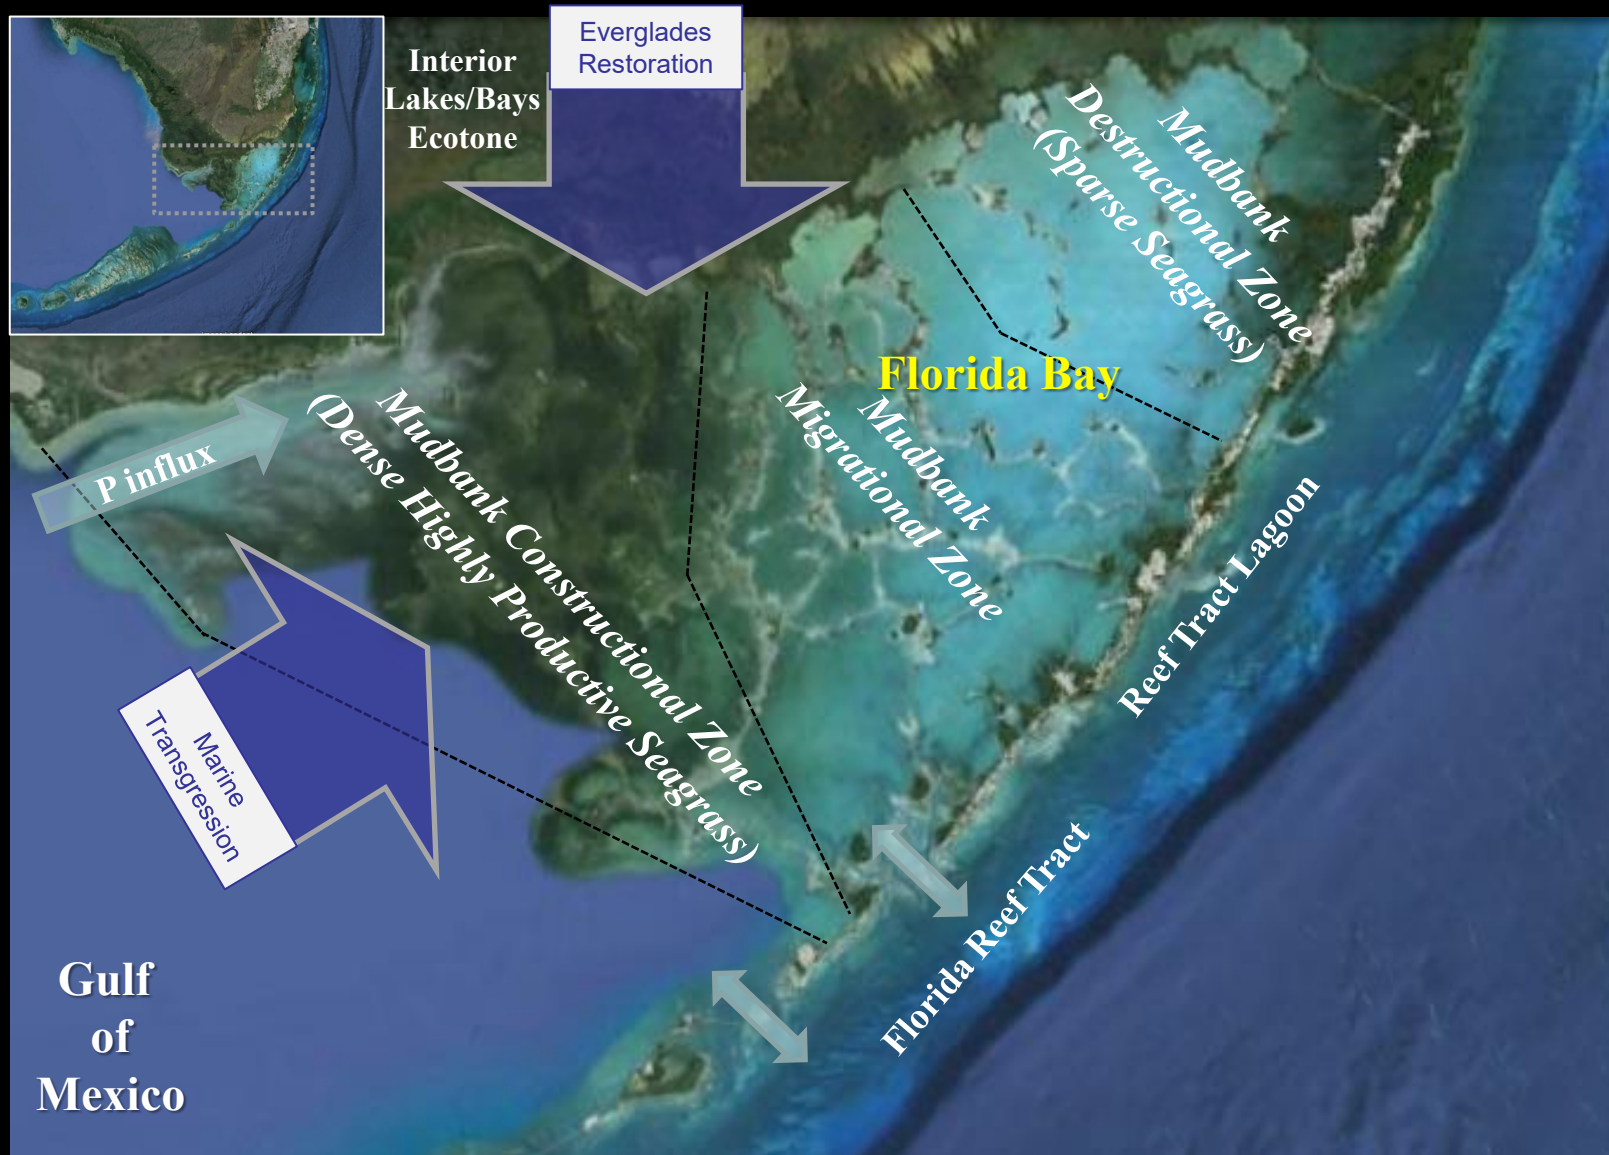 Interior
Lakes/Bays
Ecotone
Everglades
Restoration
Mudbank
Destructional Zone
(Sparse Seagrass)
Florida Bay
Mudbank
Migrational Zone
P influx
Mudbank Constructional Zone
(Dense Highly Productive Seagrass)
Reef Tract Lagoon
Marine
Transgression
Florida Reef Tract
Gulf
of
Mexico